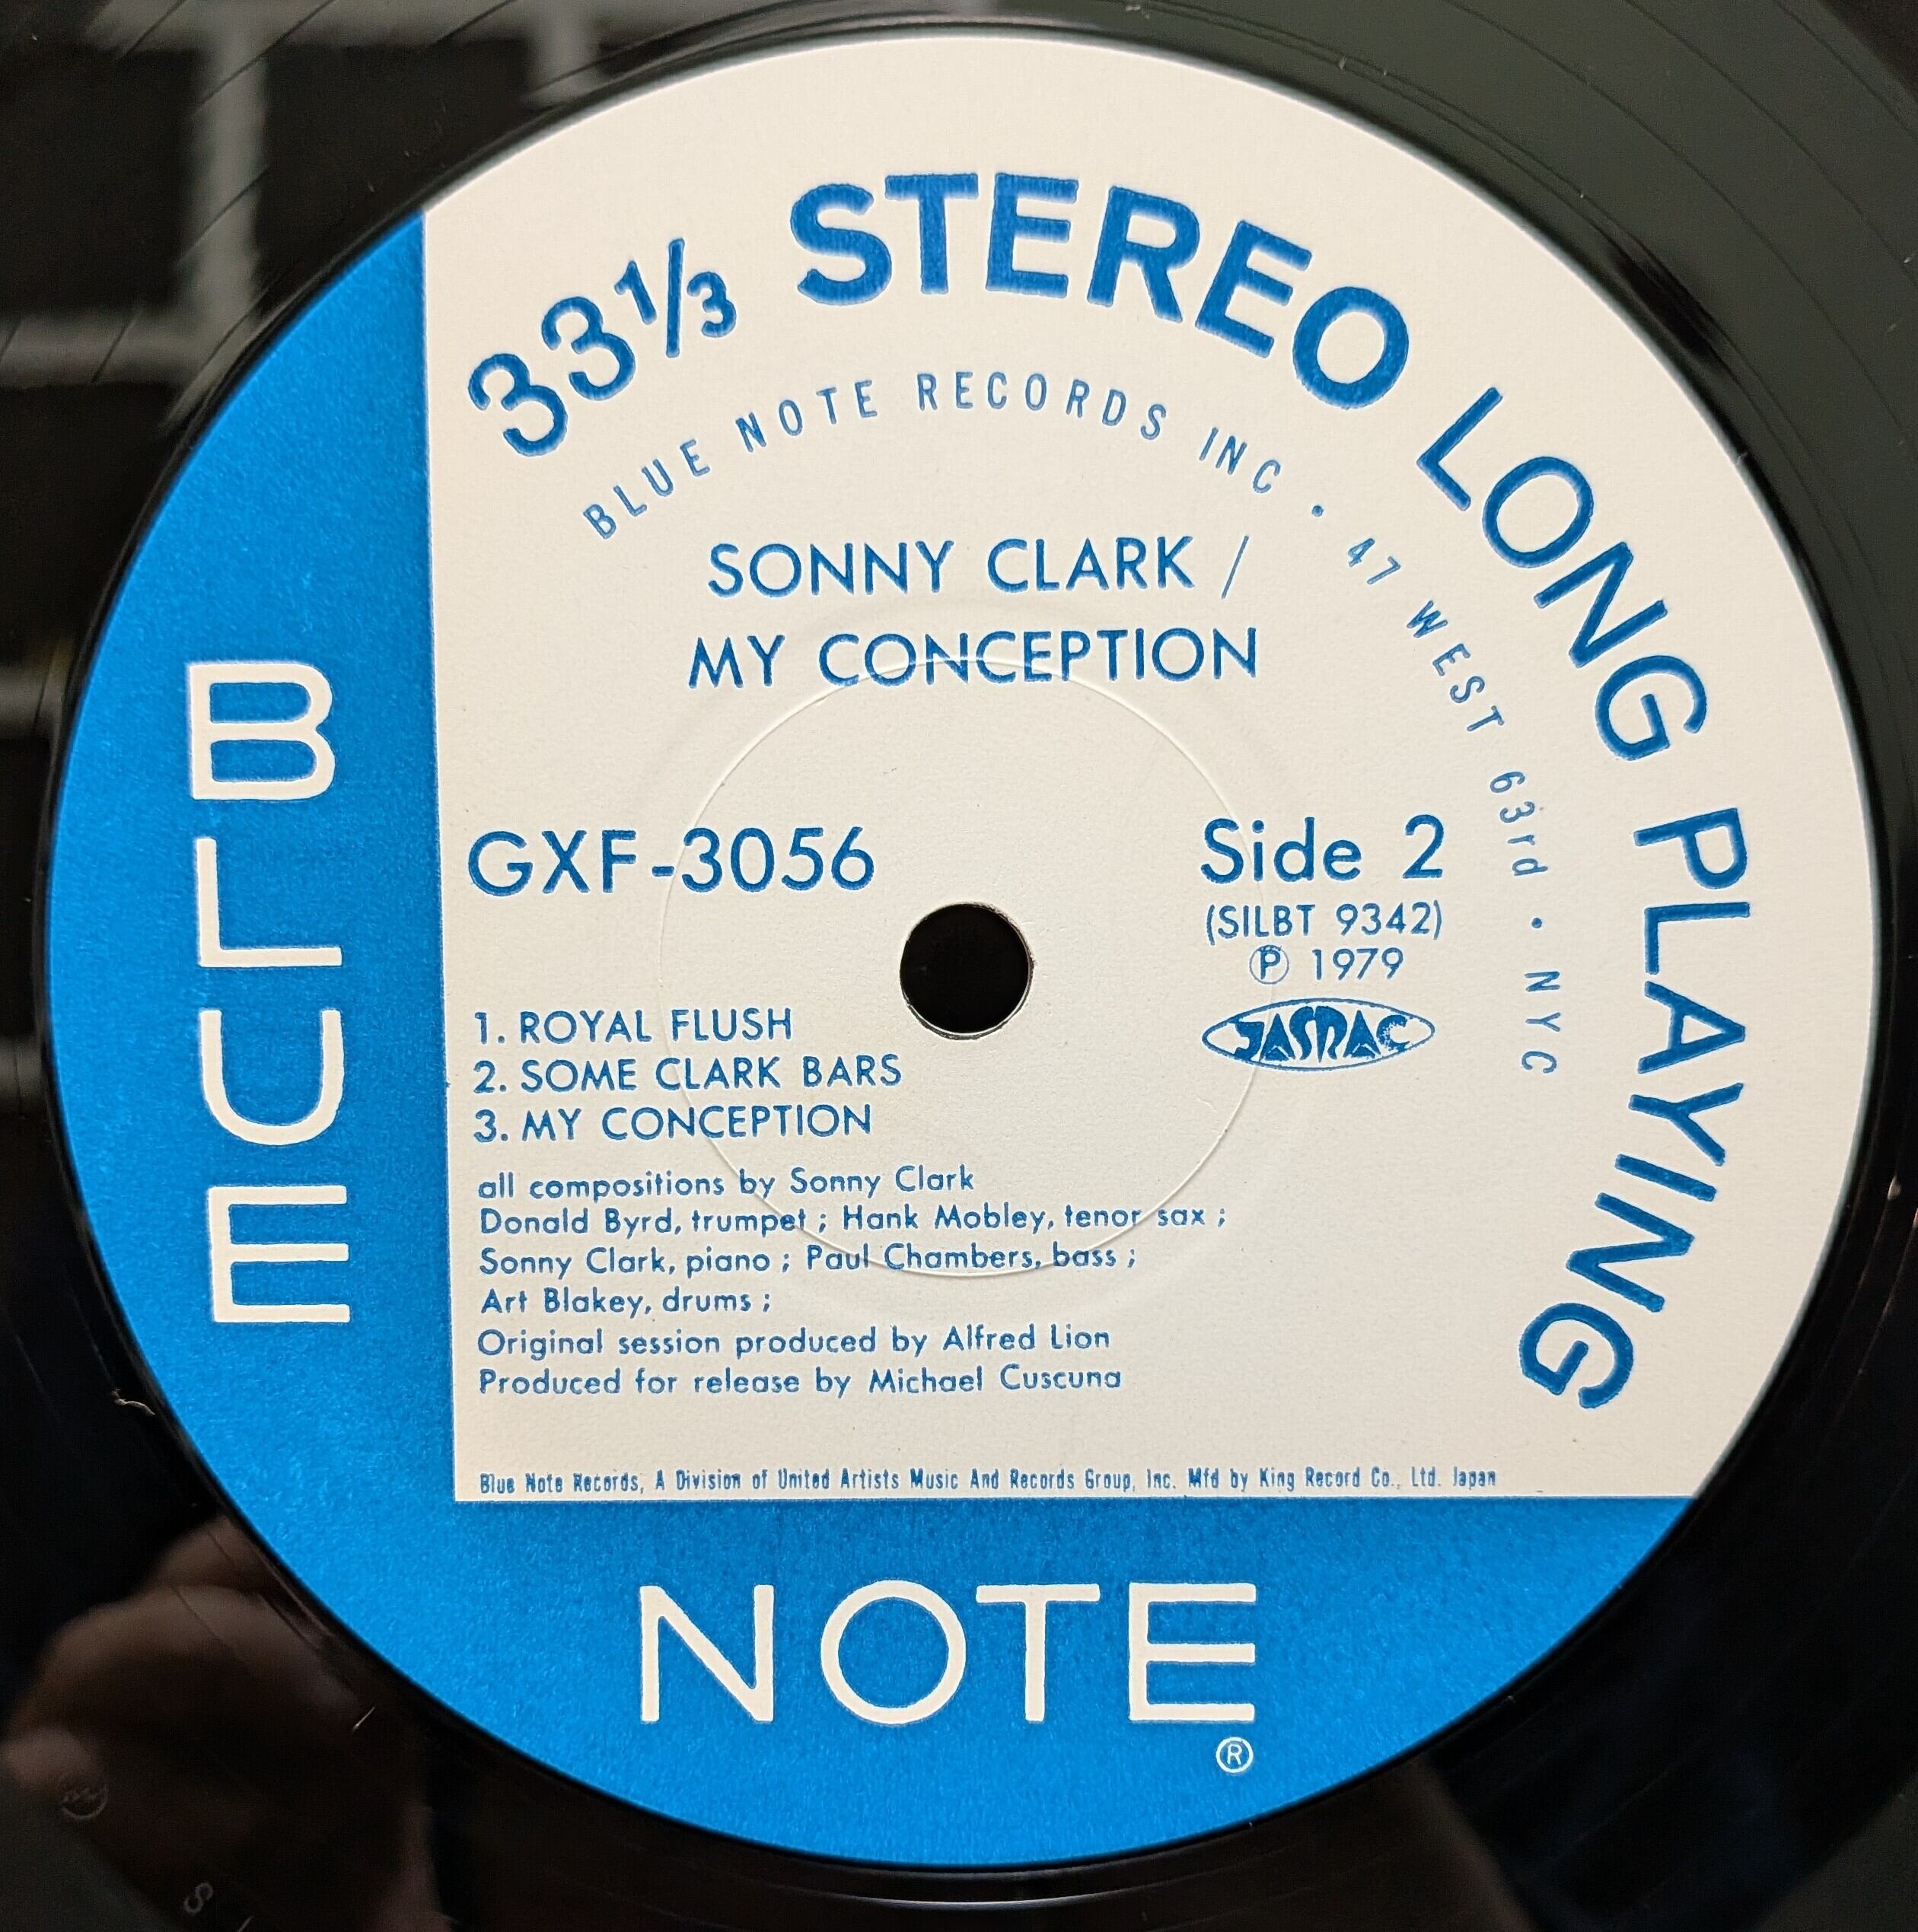 33⅓ STEREO LONG PLAYING
BLUE NOTE RECORDS INC · 47 WEST 63rd · NYC
SONNY CLARK /
MY CONCEPTION
GXF-3056
Side 2
(SILBT 9342)
Ⓟ 1979
JASRAC
1. ROYAL FLUSH
2. SOME CLARK BARS
3. MY CONCEPTION
all compositions by Sonny Clark
Donald Byrd, trumpet ; Hank Mobley, tenor sax ;
Sonny Clark, piano ; Paul Chambers, bass ;
Art Blakey, drums ;
Original session produced by Alfred Lion
Produced for release by Michael Cuscuna
Blue Note Records, A Division of United Artists Music And Records Group, Inc. Mfd by King Record Co., Ltd. Japan
BLUE
NOTE
®